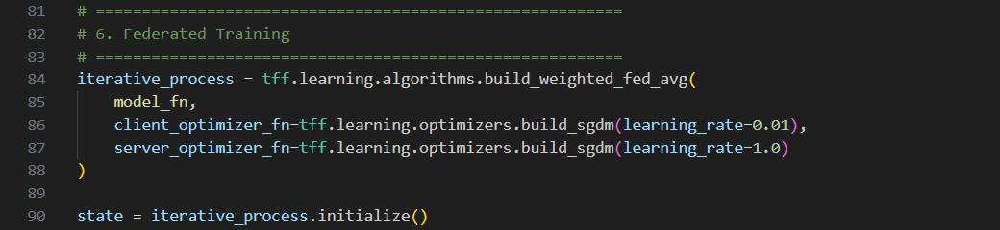 81 # =========================================================
82 # 6. Federated Training
83 # =========================================================
84 iterative_process = tff.learning.algorithms.build_weighted_fed_avg(
85     model_fn,
86     client_optimizer_fn=tff.learning.optimizers.build_sgdm(learning_rate=0.01),
87     server_optimizer_fn=tff.learning.optimizers.build_sgdm(learning_rate=1.0)
88 )
89
90 state = iterative_process.initialize()